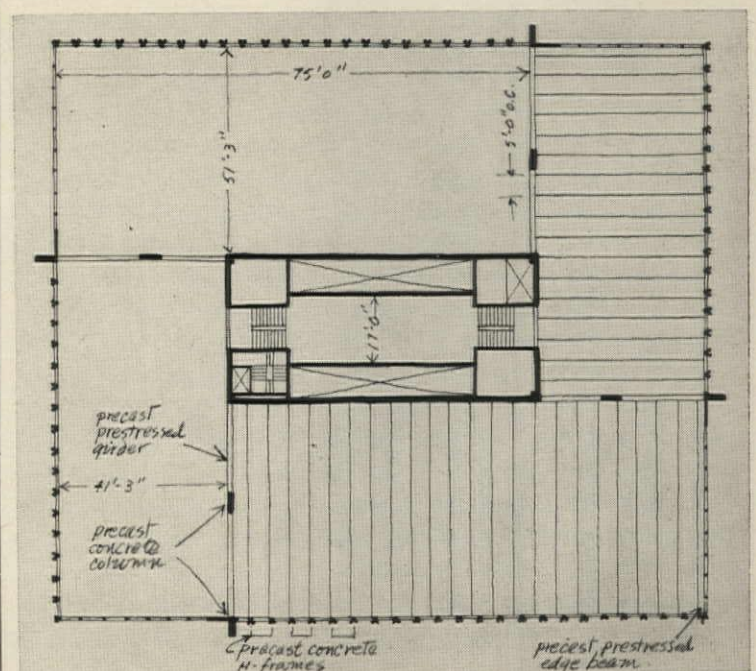 75'0"
51'-3"
5'-0" O.C.
17'-0"
precast
prestressed
girder
41'-3"
precast
concrete
column
precast concrete
H-frames
precast, prestressed
edge beam